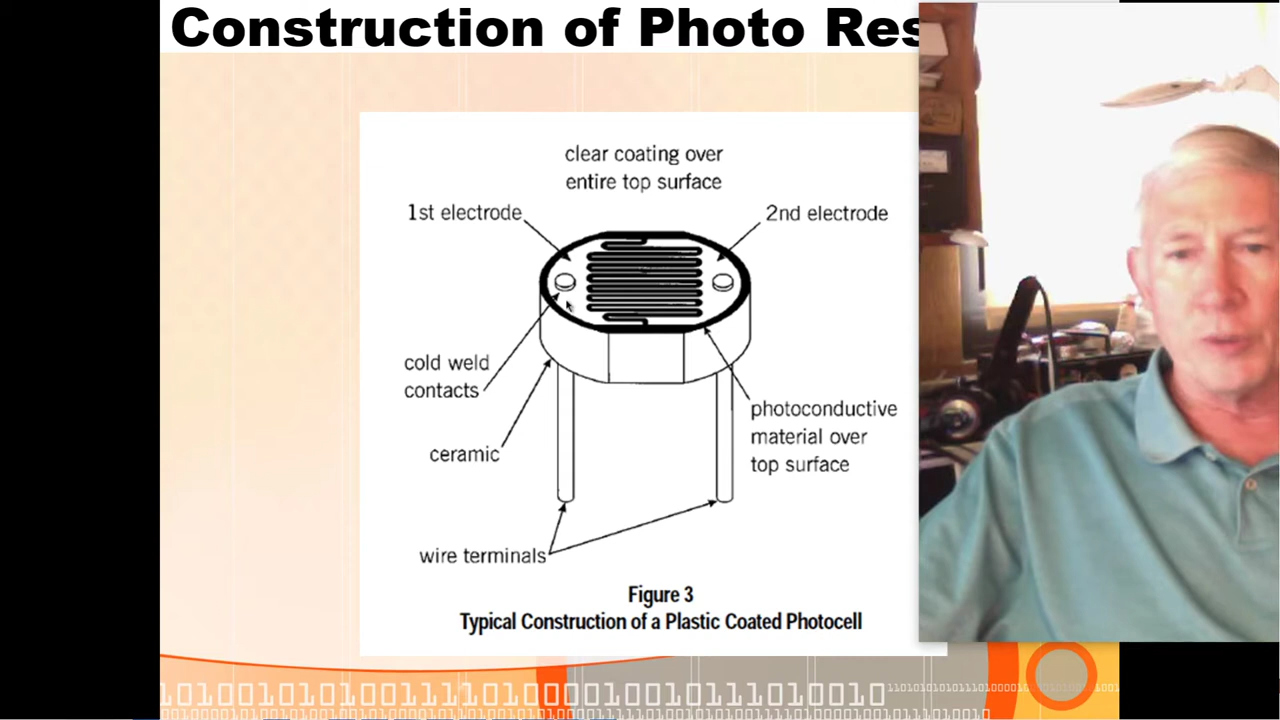 Construction of Photo Res
clear coating over
entire top surface
1st electrode
2nd electrode
cold weld
contacts
ceramic
photoconductive
material over
top surface
wire terminals
Figure 3
Typical Construction of a Plastic Coated Photocell